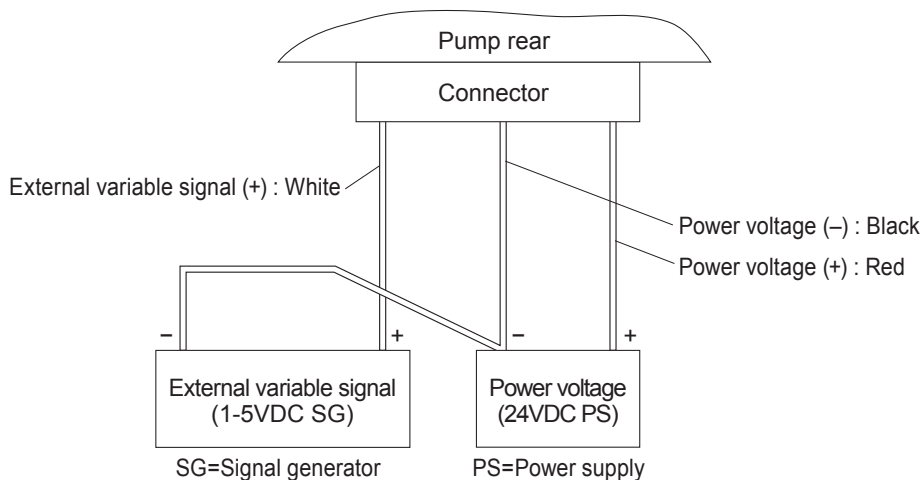 Pump rear
Connector
External variable signal (+) : White
Power voltage (–) : Black
Power voltage (+) : Red
– + – +
External variable signal
(1-5VDC SG)
Power voltage
(24VDC PS)
SG=Signal generator
PS=Power supply